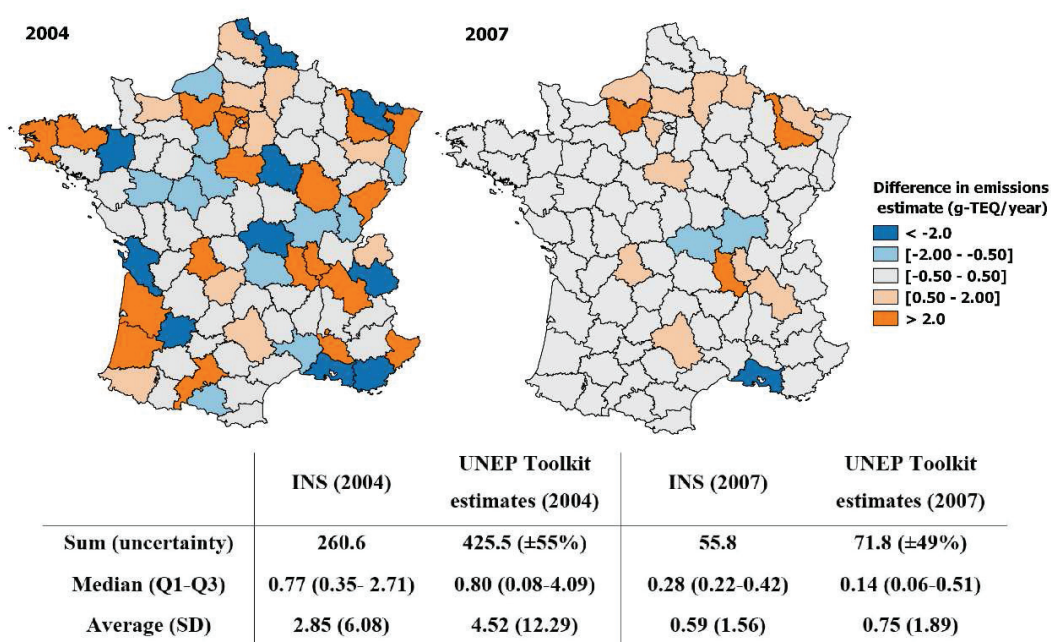 2004
2007
Difference in emissions
estimate (g-TEQ/year)
< -2.0
[-2.00 - -0.50]
[-0.50 - 0.50]
[0.50 - 2.00]
> 2.0
INS (2004)
UNEP Toolkit
estimates (2004)
INS (2007)
UNEP Toolkit
estimates (2007)
Sum (uncertainty) 260.6 425.5 (±55%) 55.8 71.8 (±49%)
Median (Q1-Q3) 0.77 (0.35- 2.71) 0.80 (0.08-4.09) 0.28 (0.22-0.42) 0.14 (0.06-0.51)
Average (SD) 2.85 (6.08) 4.52 (12.29) 0.59 (1.56) 0.75 (1.89)